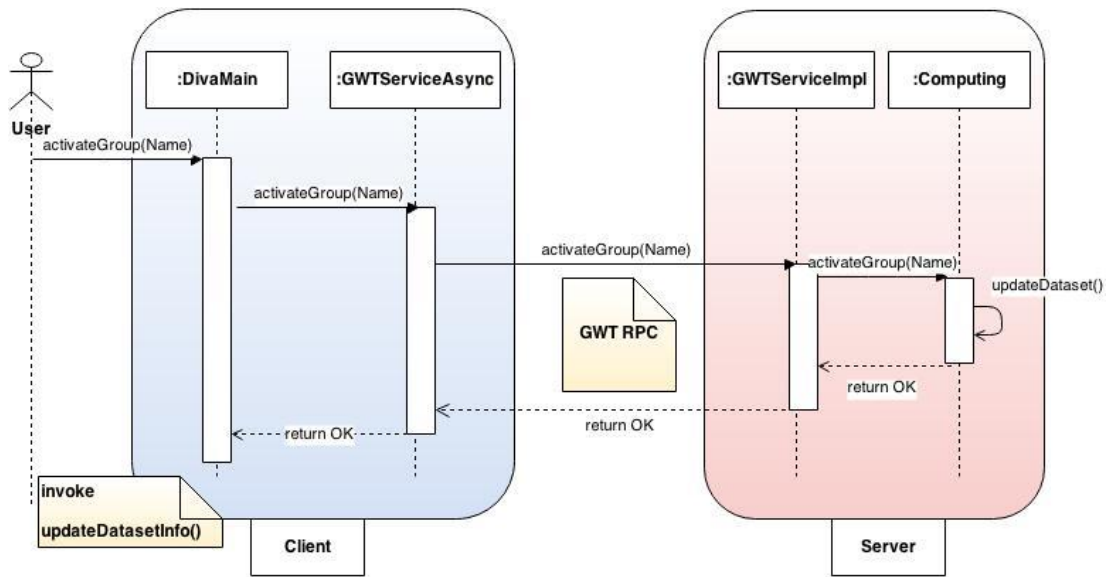 :DivaMain
:GWTServiceAsync
:GWTServiceImpl
:Computing
User
activateGroup(Name)
activateGroup(Name)
activateGroup(Name)
activateGroup(Name)
updateDataset()
GWT RPC
return OK
return OK
return OK
invoke
updateDatasetInfo()
Client
Server